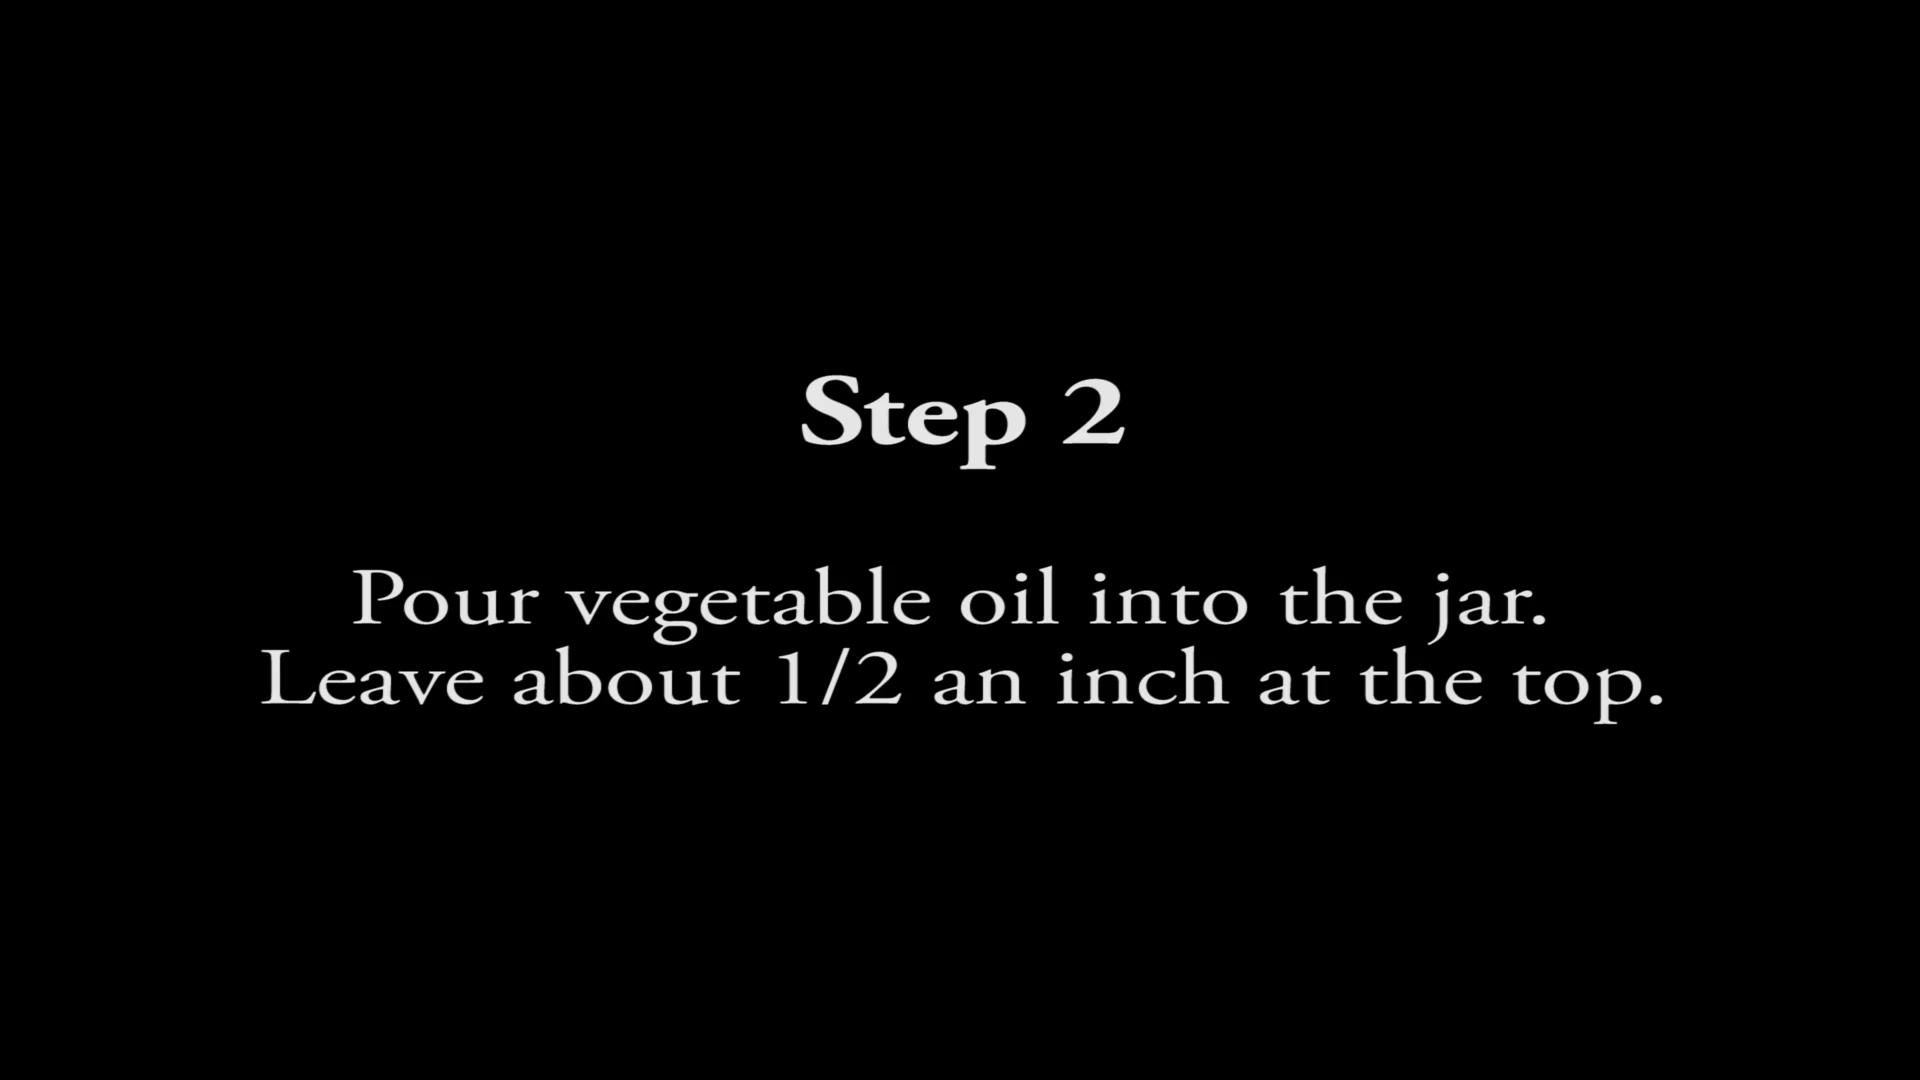 Step 2
Pour vegetable oil into the jar.
Leave about 1/2 an inch at the top.